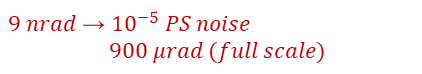 9 nrad → 10⁻⁵ PS noise
900 μrad (full scale)